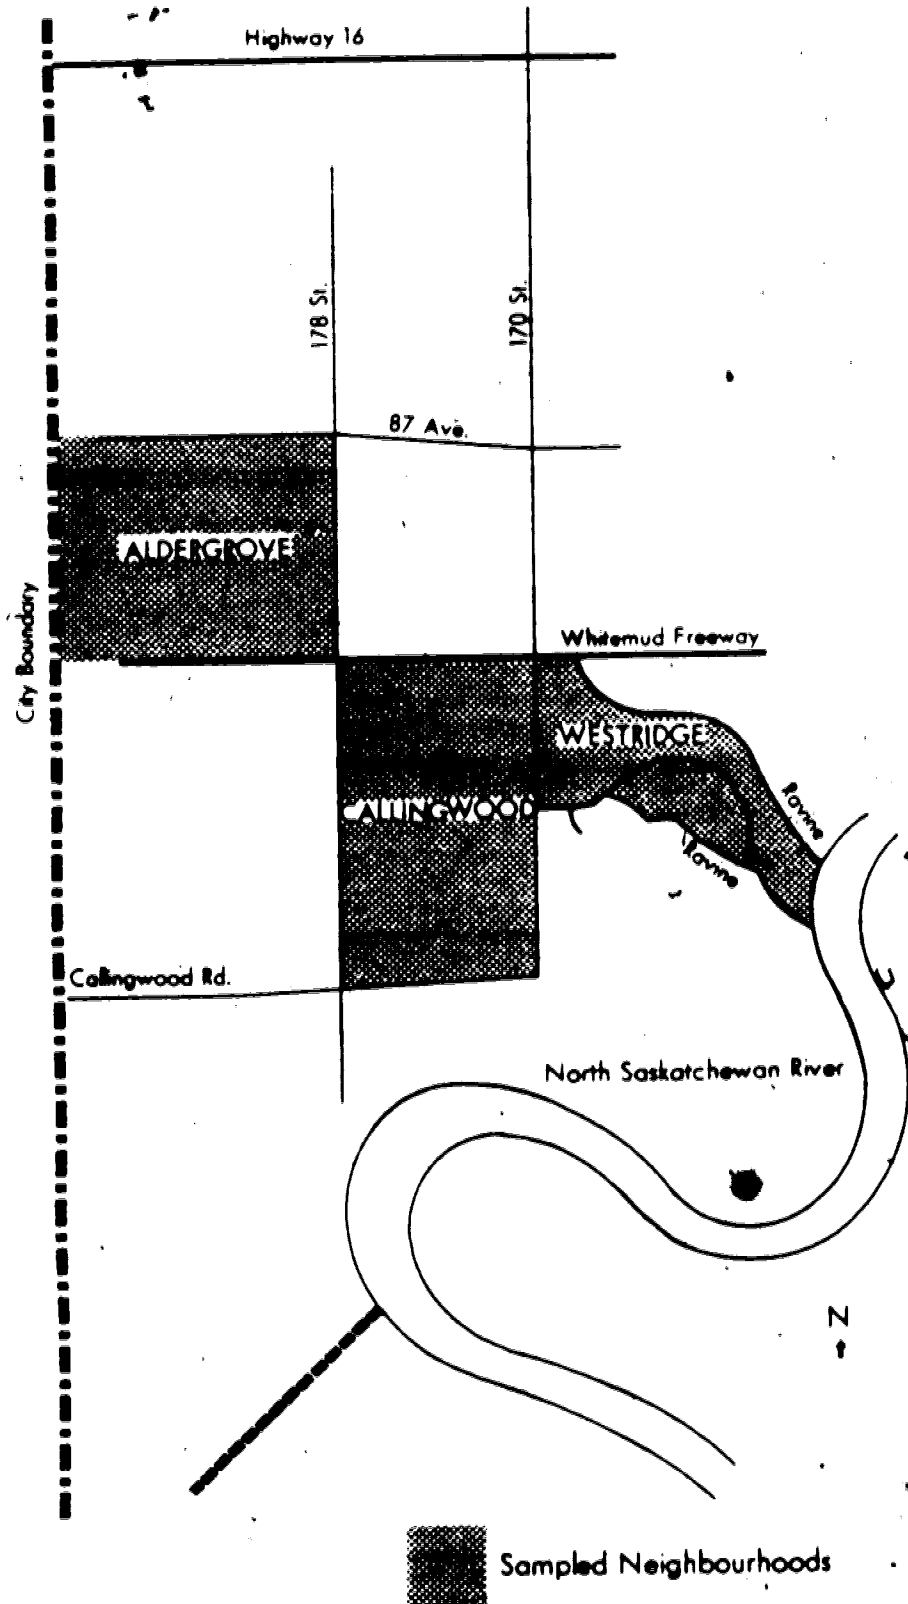 Highway 16
178 St.
170 St.
87 Ave.
ALDERGROVE
City Boundary
Whitemud Freeway
WESTRIDGE
Ravine
CALLINGWOOD
Ravine
Callingwood Rd.
North Saskatchewan River
N
Sampled Neighbourhoods